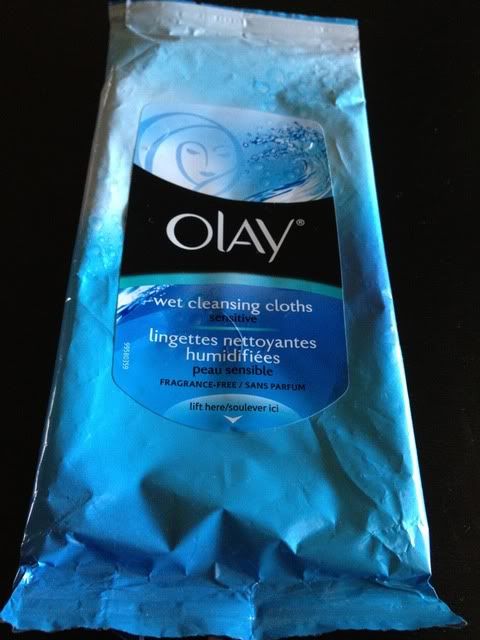 OLAY®
wet cleansing cloths
sensitive
lingettes nettoyantes
humidifiées
peau sensible
FRAGRANCE-FREE / SANS PARFUM
lift here/soulever ici